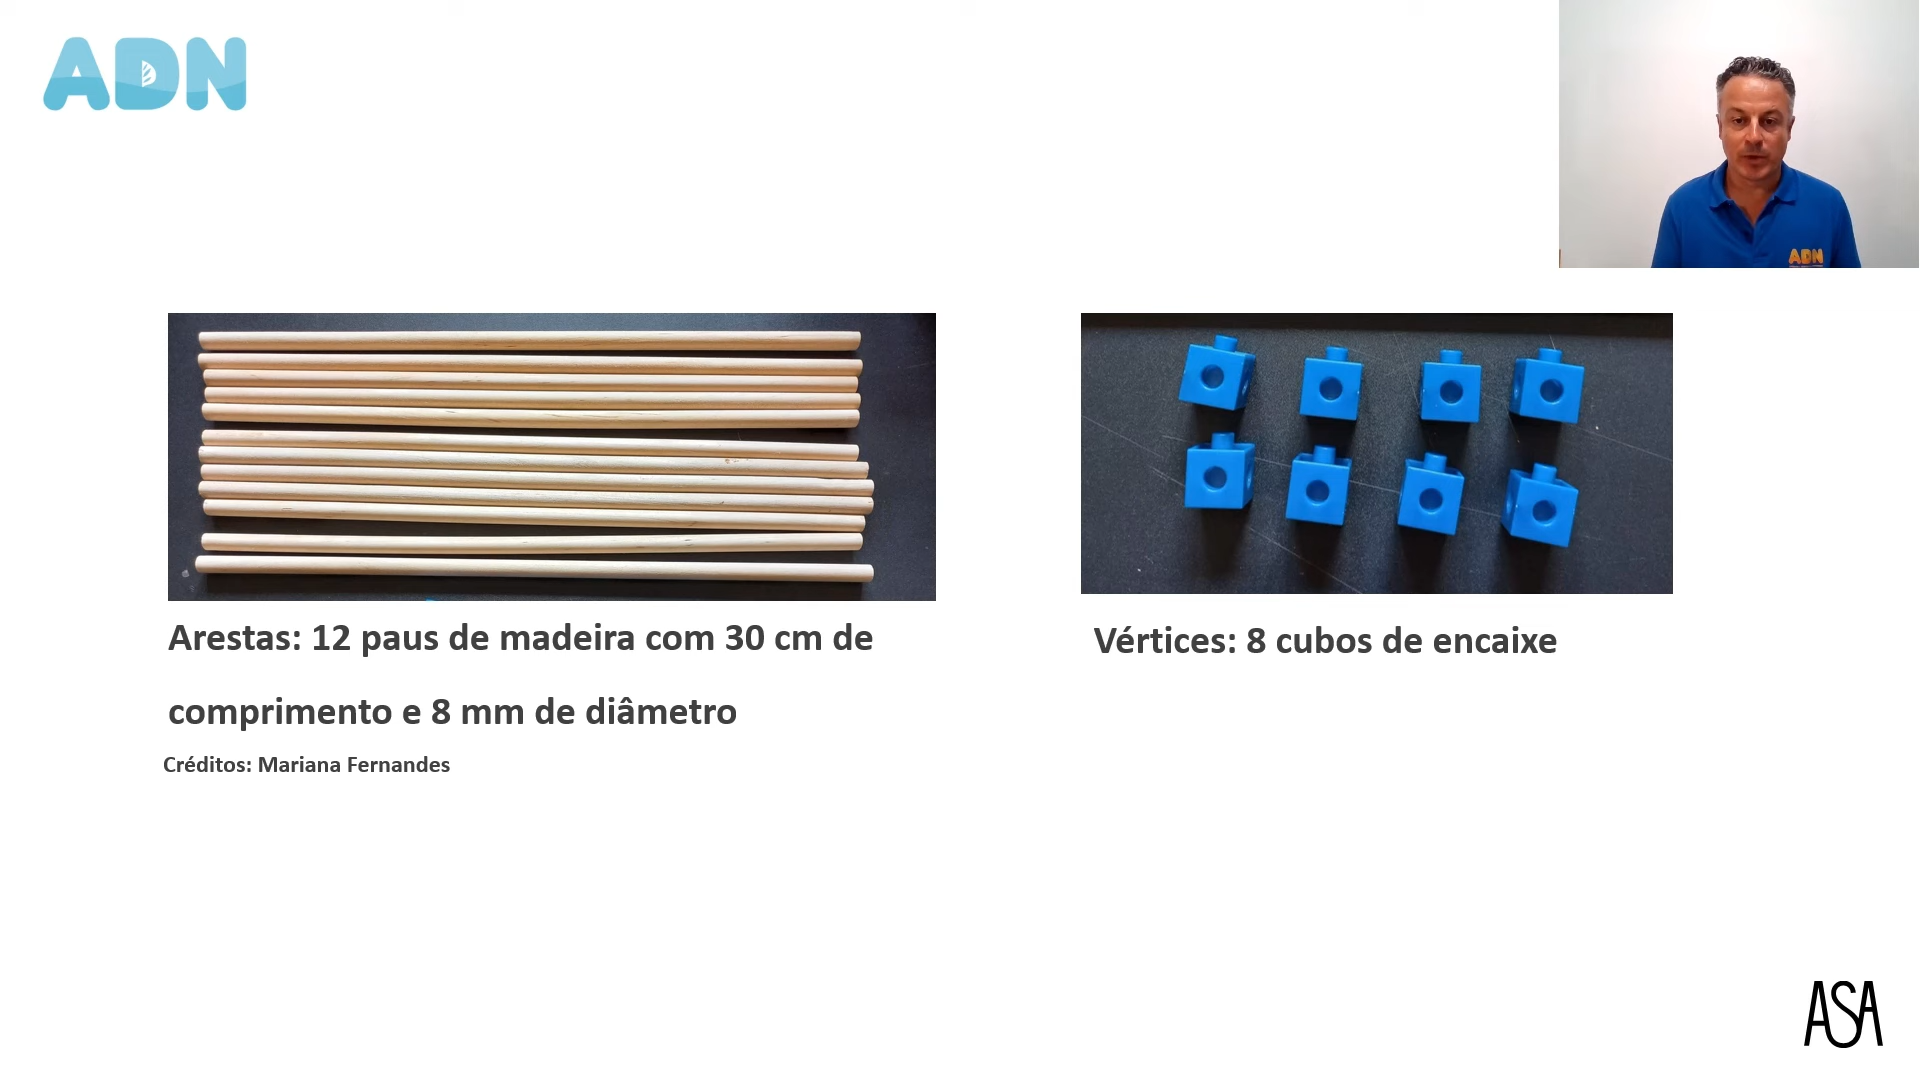 ADN
ADN
Arestas: 12 paus de madeira com 30 cm de
comprimento e 8 mm de diâmetro
Créditos: Mariana Fernandes
Vértices: 8 cubos de encaixe
ASA